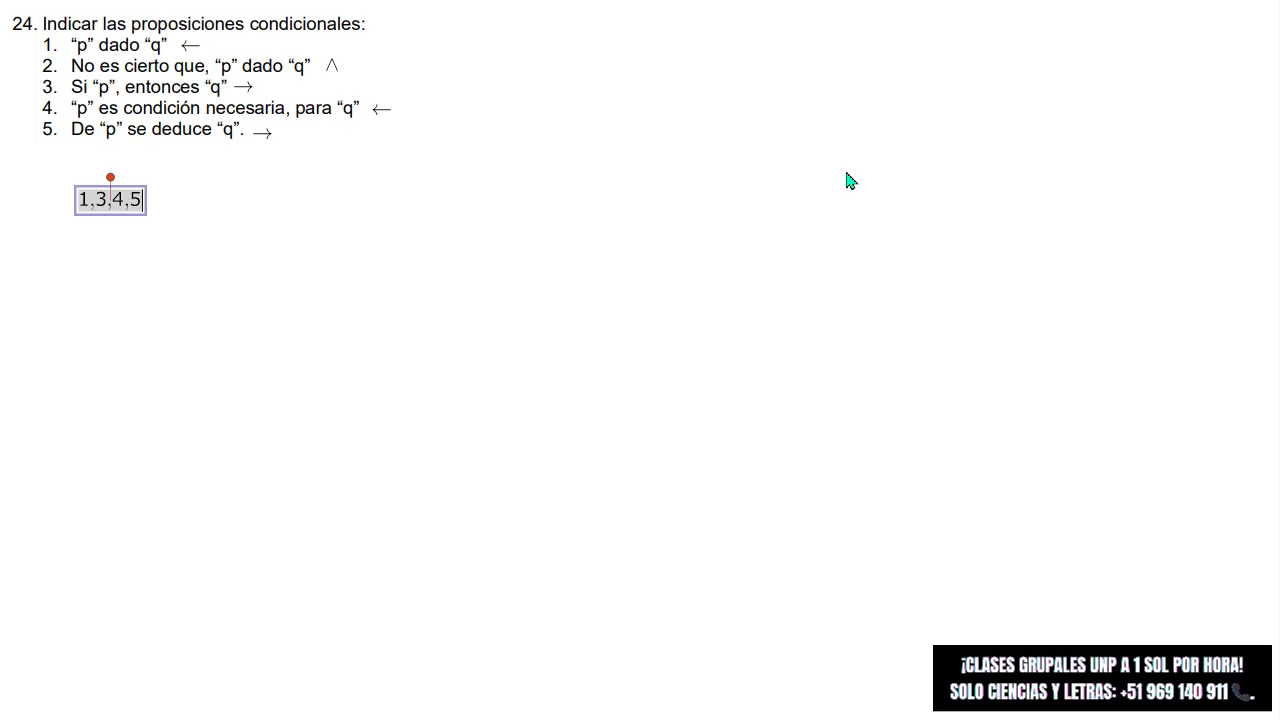 24. Indicar las proposiciones condicionales:
1. “p” dado “q” ←
2. No es cierto que, “p” dado “q” ∧
3. Si “p”, entonces “q” →
4. “p” es condición necesaria, para “q” ←
5. De “p” se deduce “q”. →
1,3,4,5
¡CLASES GRUPALES UNP A 1 SOL POR HORA!
SOLO CIENCIAS Y LETRAS: +51 969 140 911 📞.